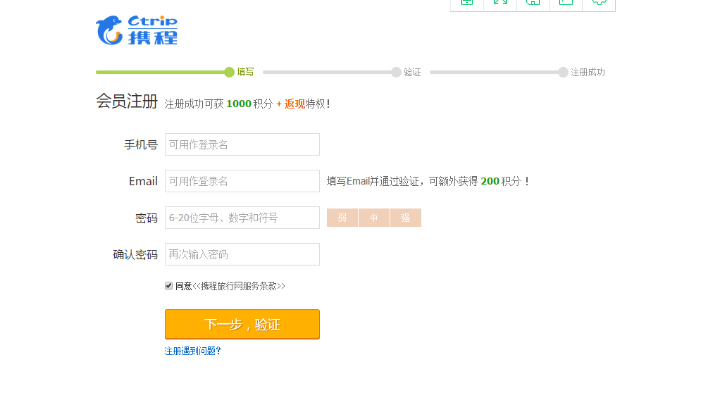 Ctrip
携程
填写 验证 注册成功
会员注册 注册成功可获 1000 积分 + 返现特权！
手机号 可用作登录名
Email 可用作登录名 填写Email并通过验证，可额外获得 200 积分！
密码 6-20位字母、数字和符号 弱 中 强
确认密码 再次输入密码
同意<<携程旅行网服务条款>>
下一步，验证
注册遇到问题?